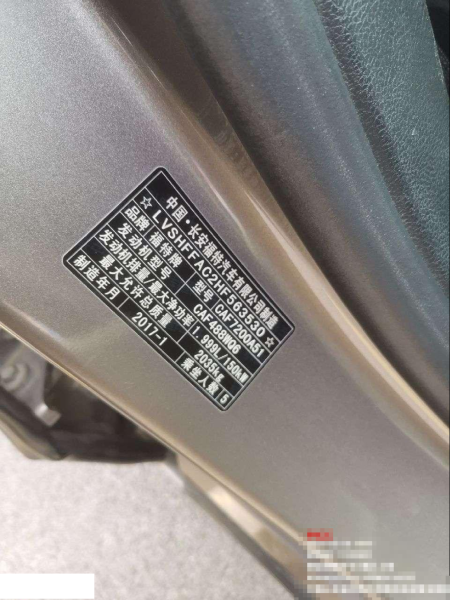 中国·长安福特汽车有限公司制造
☆LVSHFFAC2HF583530☆
品牌 福特牌 型号 CAF7200A51
发动机型号 CAF488WQ6
发动机排量/最大净功率 1.999L/150kW
最大允许总质量 2035kg
制造年月 2017-1 乘坐人数 5